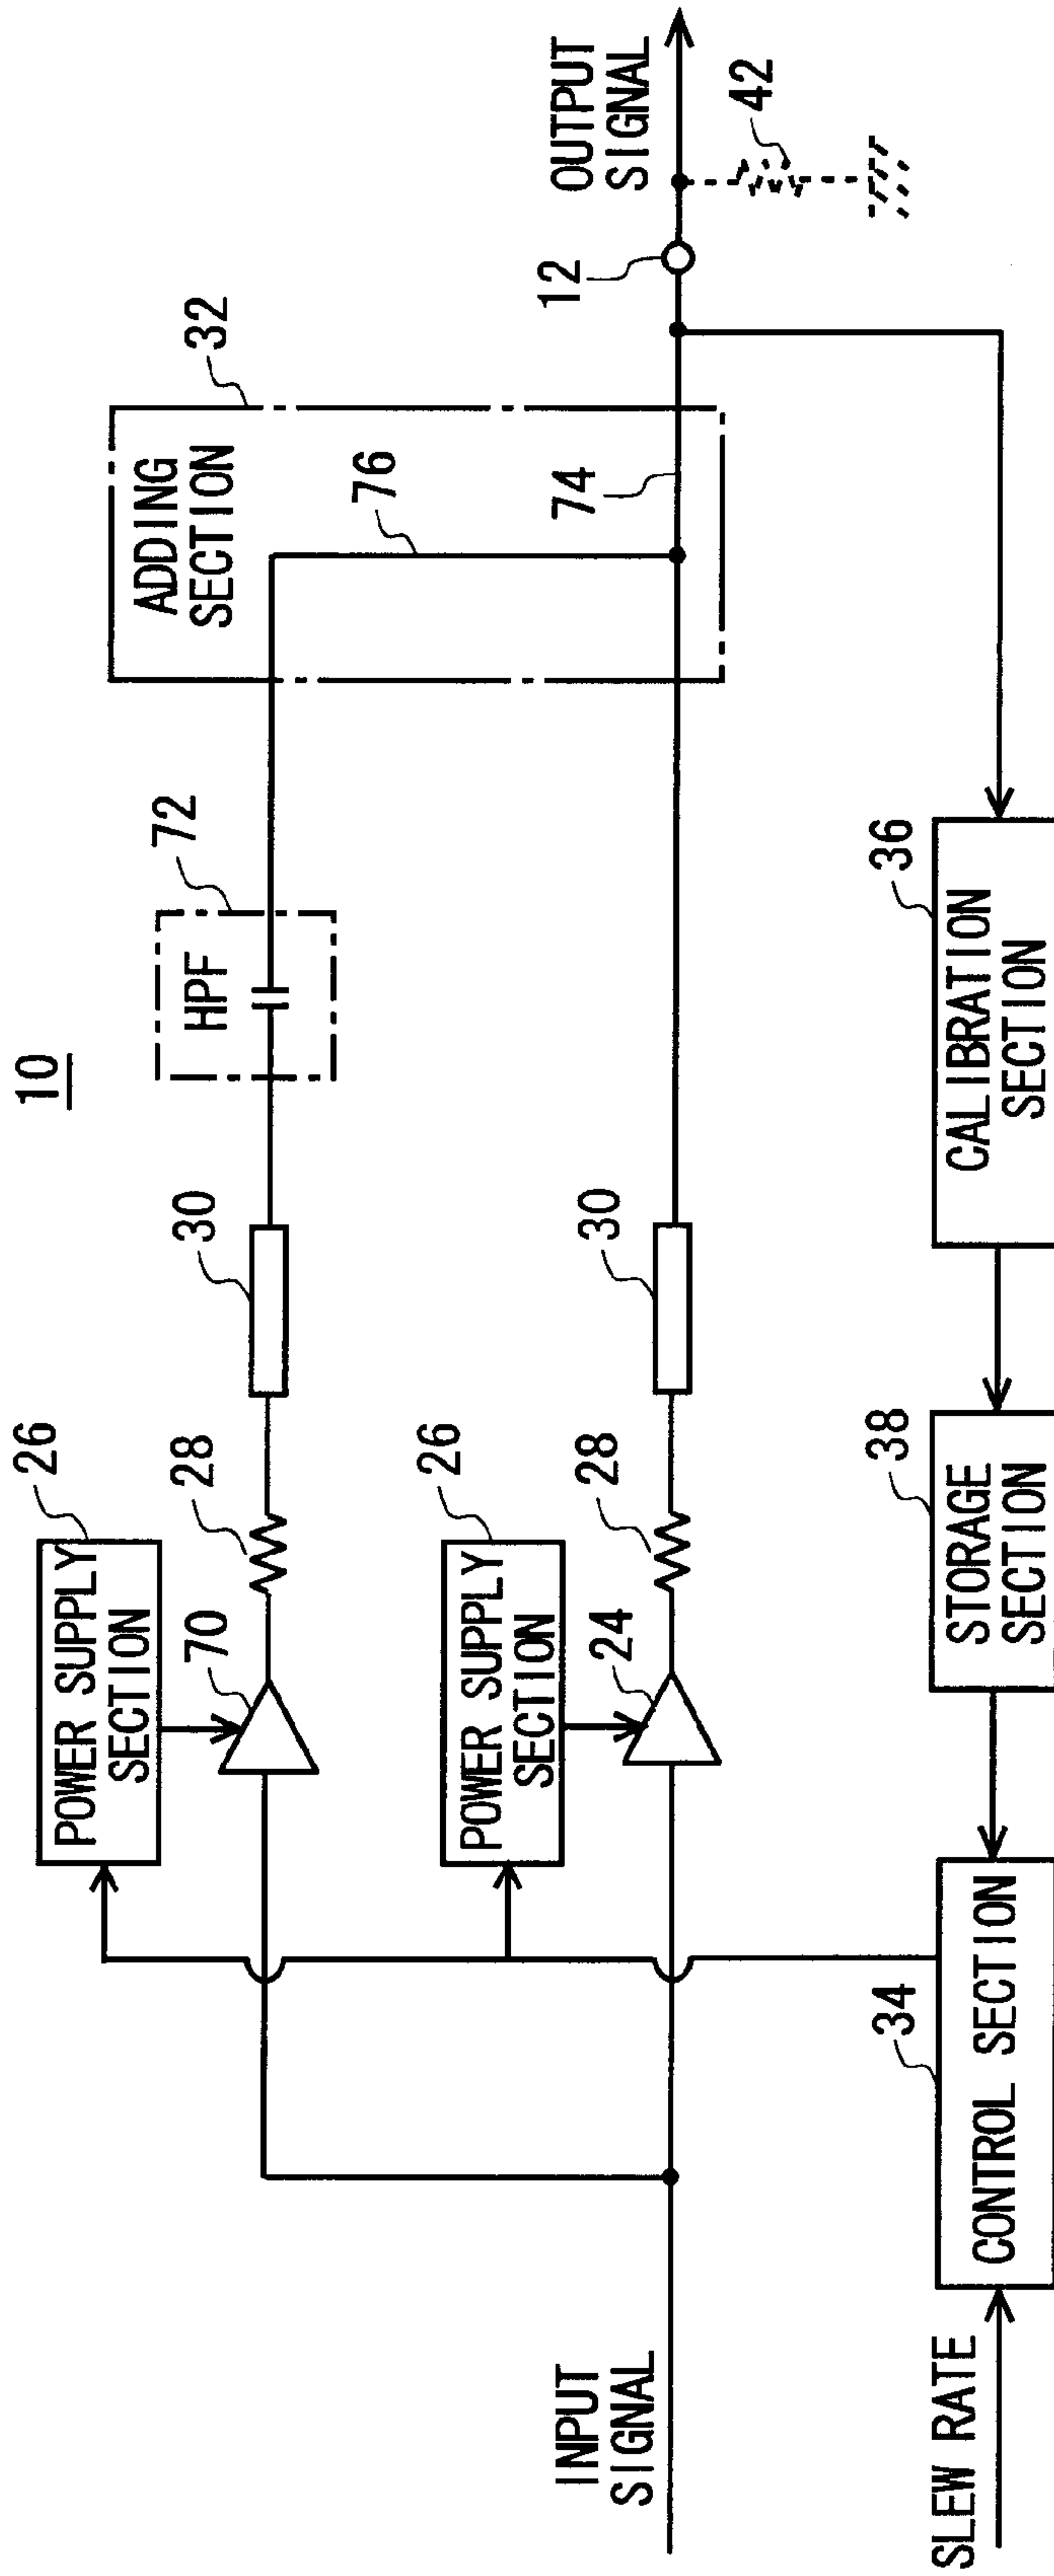 10
INPUT
SIGNAL
POWER SUPPLY
SECTION
26
70
28
30
HPF
72
ADDING
SECTION
32
76
POWER SUPPLY
SECTION
26
24
28
30
74
12
OUTPUT
SIGNAL
42
SLEW RATE
34
CONTROL SECTION
38
STORAGE
SECTION
36
CALIBRATION
SECTION